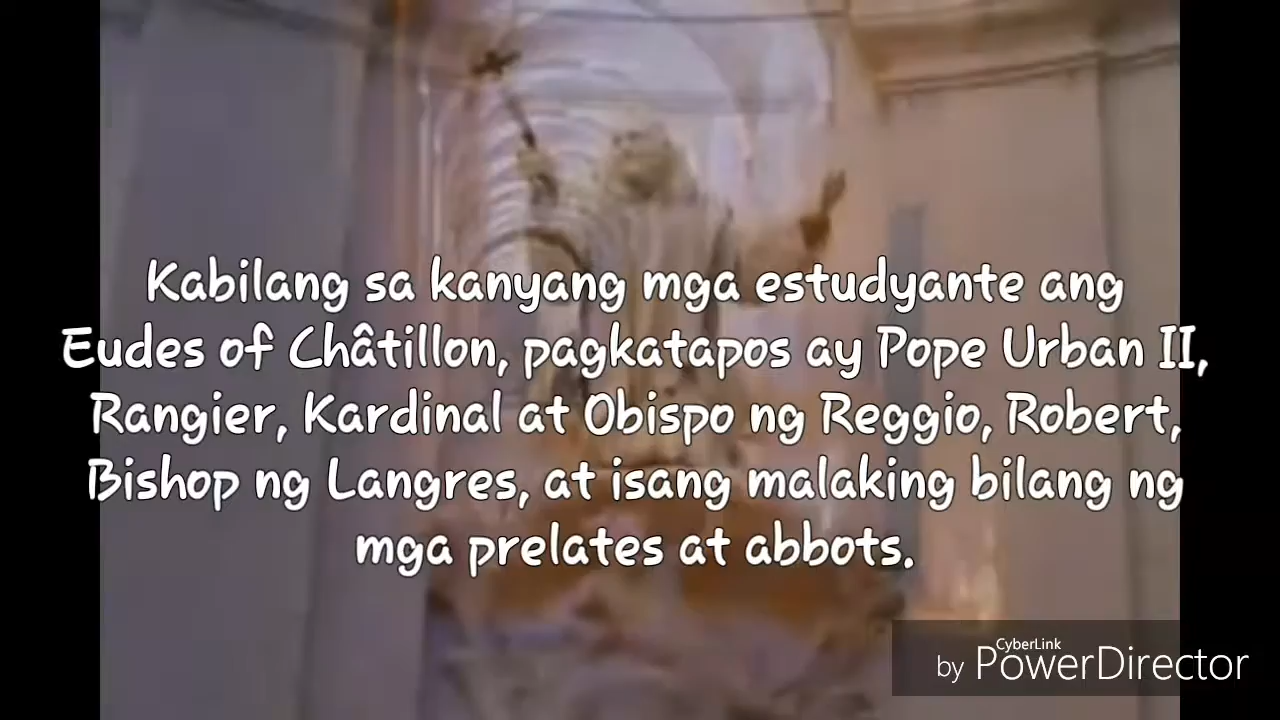 Kabilang sa kanyang mga estudyante ang
Eudes of Châtillon, pagkatapos ay Pope Urban II,
Rangier, Kardinal at Obispo ng Reggio, Robert,
Bishop ng Langres, at isang malaking bilang ng
mga prelates at abbots.
CyberLink
by PowerDirector